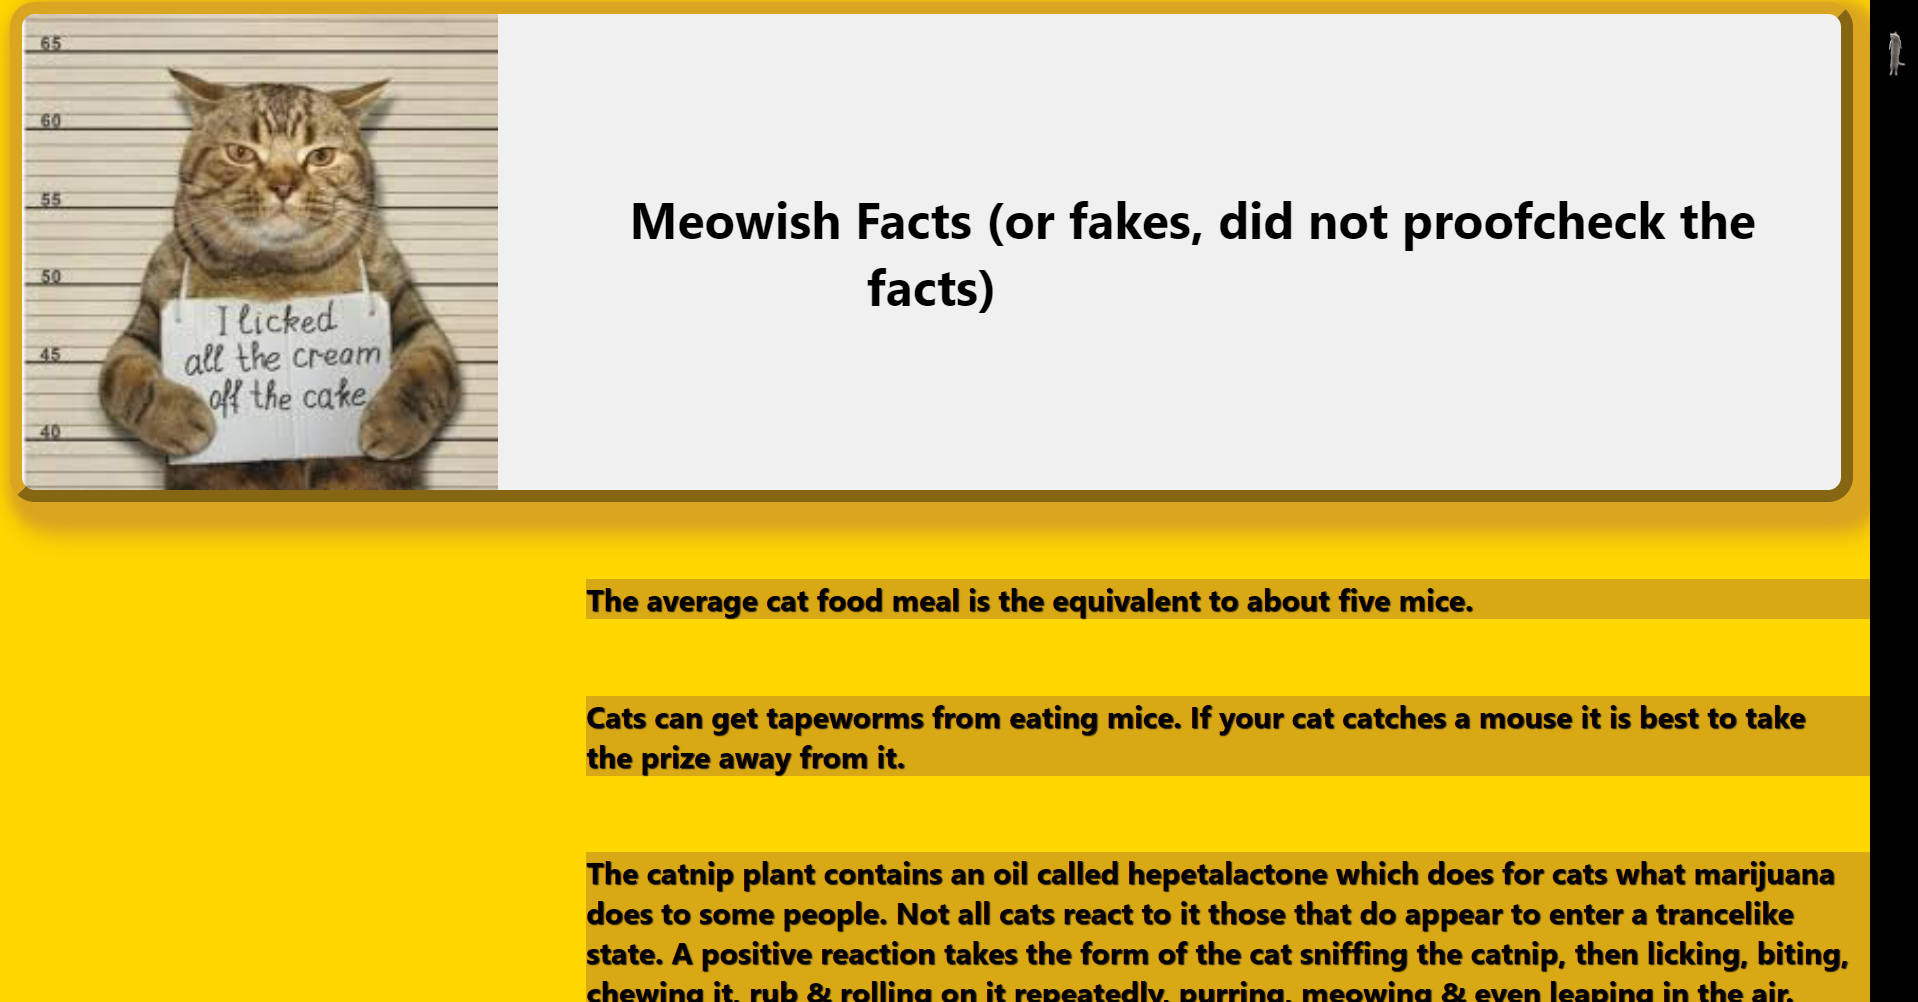 65
60
55
50
45
40
I licked
all the cream
off the cake
Meowish Facts (or fakes, did not proofcheck the
facts)
The average cat food meal is the equivalent to about five mice.
Cats can get tapeworms from eating mice. If your cat catches a mouse it is best to take
the prize away from it.
The catnip plant contains an oil called hepetalactone which does for cats what marijuana
does to some people. Not all cats react to it those that do appear to enter a trancelike
state. A positive reaction takes the form of the cat sniffing the catnip, then licking, biting,
chewing it, rub & rolling on it repeatedly, purring, meowing & even leaping in the air.